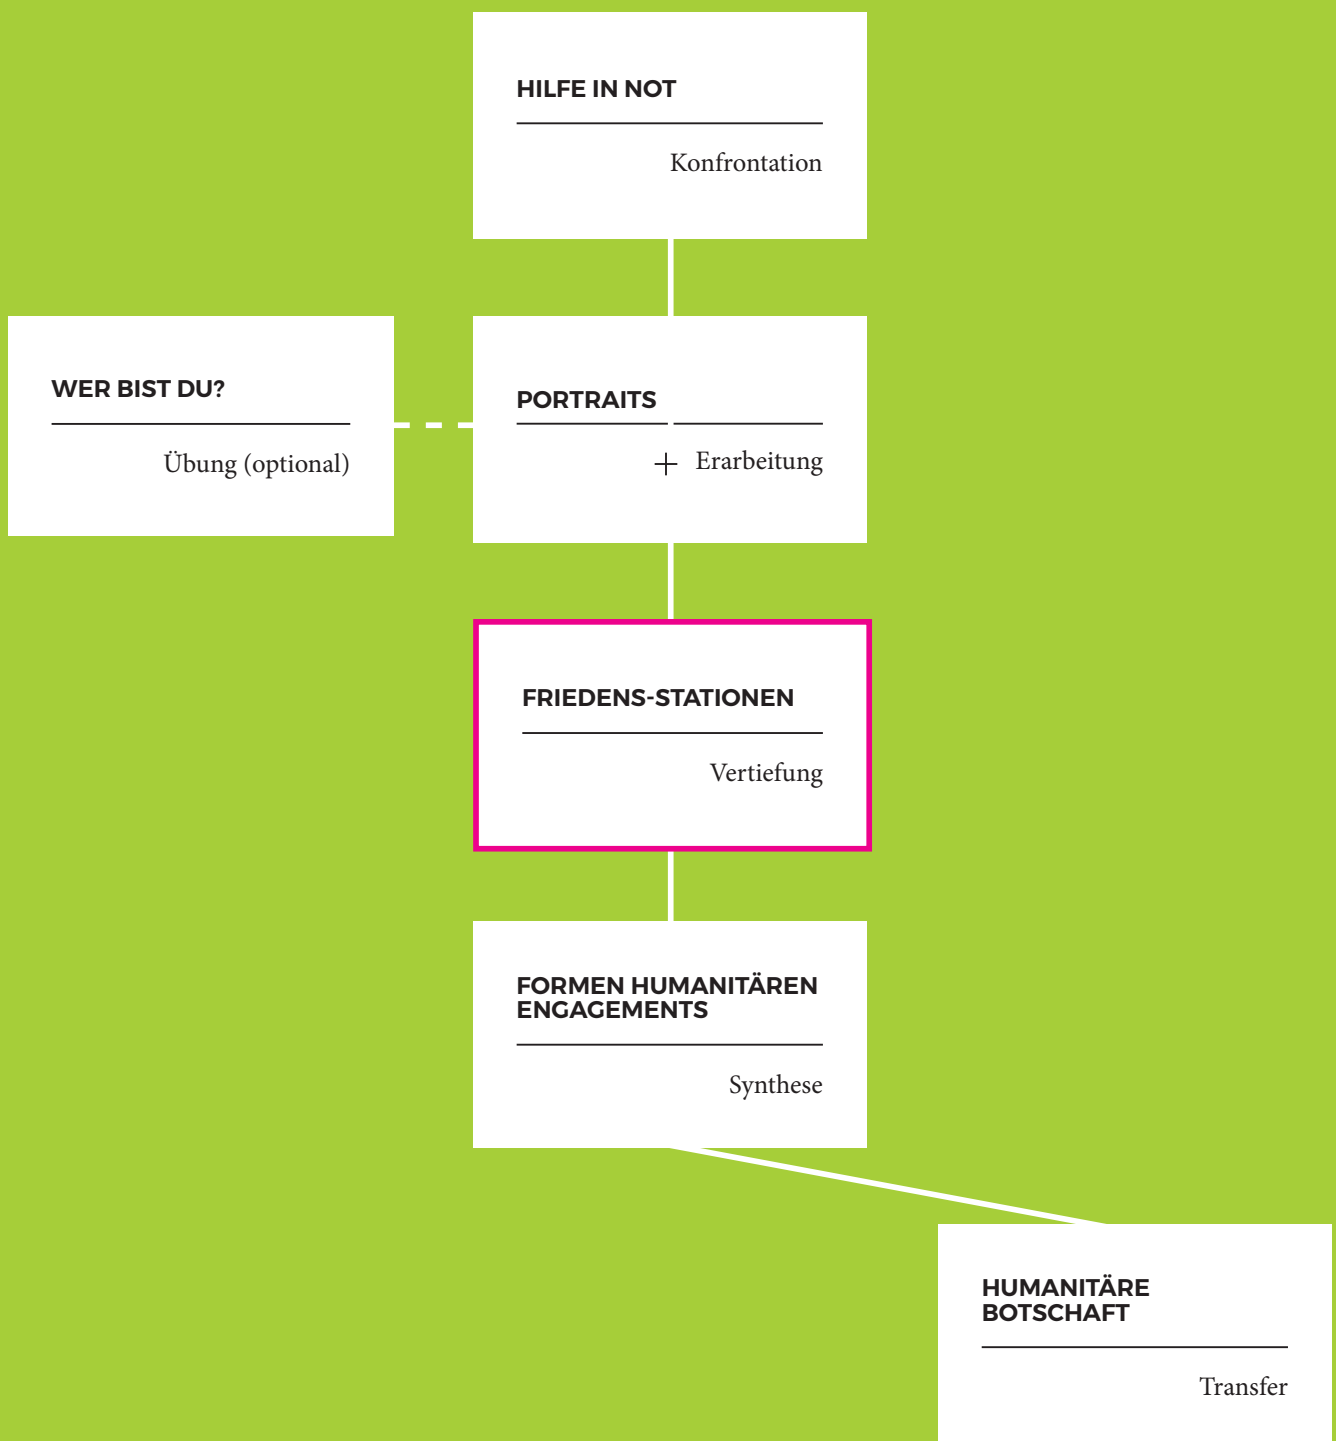 HILFE IN NOT
Konfrontation
WER BIST DU?
Übung (optional)
PORTRAITS
+ Erarbeitung
FRIEDENS-STATIONEN
Vertiefung
FORMEN HUMANITÄREN
ENGAGEMENTS
Synthese
HUMANITÄRE
BOTSCHAFT
Transfer